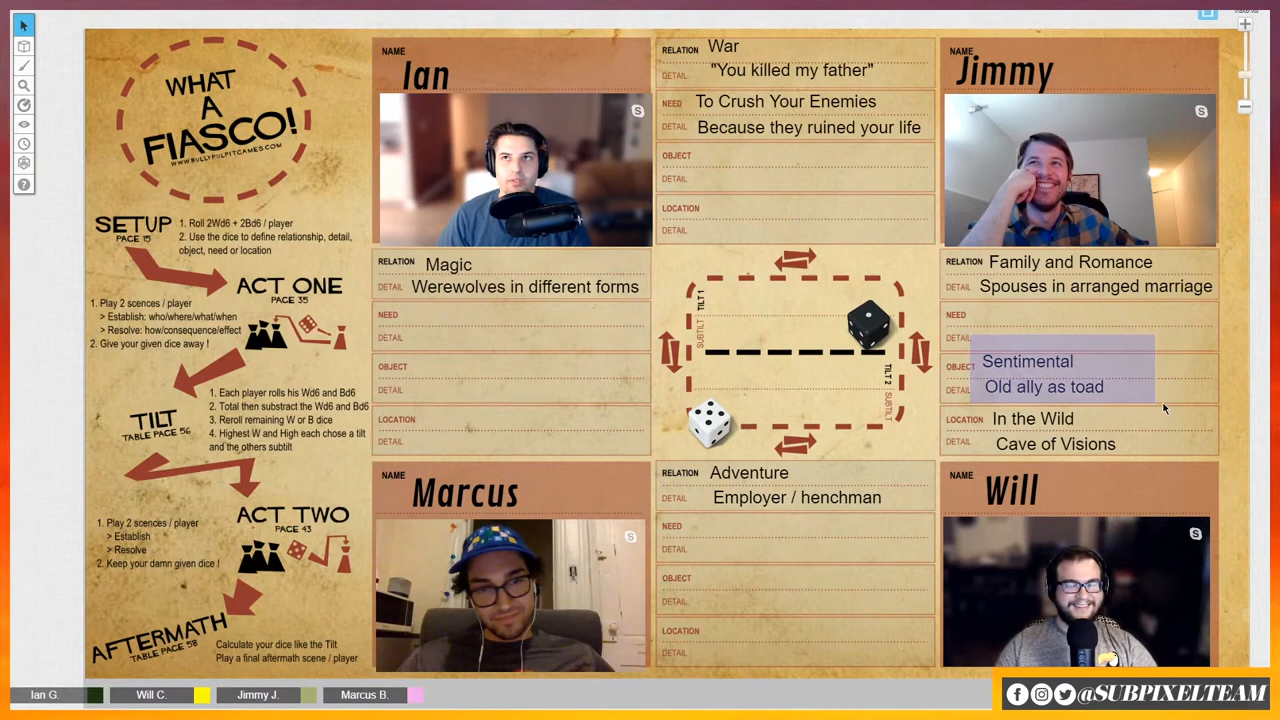 WHAT
A
FIASCO!
WWW.BULLYPULPITGAMES.COM
SETUP
PAGE 15
1. Roll 2Wd6 + 2Bd6 / player
2. Use the dice to define relationship, detail,
object, need or location
ACT ONE
PAGE 35
1. Play 2 scences / player
> Establish: who/where/what/when
> Resolve: how/consequence/effect
2. Give your given dice away !
TILT
TABLE PAGE 56
1. Each player rolls his Wd6 and Bd6
2. Total then substract the Wd6 and Bd6
3. Reroll remaining W or B dice
4. Highest W and High each chose a tilt
and the others subtilt
ACT TWO
PAGE 43
1. Play 2 scences / player
> Establish
> Resolve
2. Keep your damn given dice !
AFTERMATH
TABLE PAGE 58
Calculate your dice like the Tilt
Play a final aftermath scene / player
NAME
Ian
RELATION War
DETAIL "You killed my father"
NEED To Crush Your Enemies
DETAIL Because they ruined your life
OBJECT
DETAIL
LOCATION
DETAIL
NAME
Jimmy
RELATION Magic
DETAIL Werewolves in different forms
NEED
DETAIL
OBJECT
DETAIL
LOCATION
DETAIL
TILT 1
SUBTILT
TILT 2
SUBTILT
RELATION Family and Romance
DETAIL Spouses in arranged marriage
NEED
DETAIL
OBJECT Sentimental
DETAIL Old ally as toad
LOCATION In the Wild
DETAIL Cave of Visions
NAME
Marcus
RELATION Adventure
DETAIL Employer / henchman
NEED
DETAIL
OBJECT
DETAIL
LOCATION
DETAIL
NAME
Will
Ian G.
Will C.
Jimmy J.
Marcus B.
@SUBPIXELTEAM